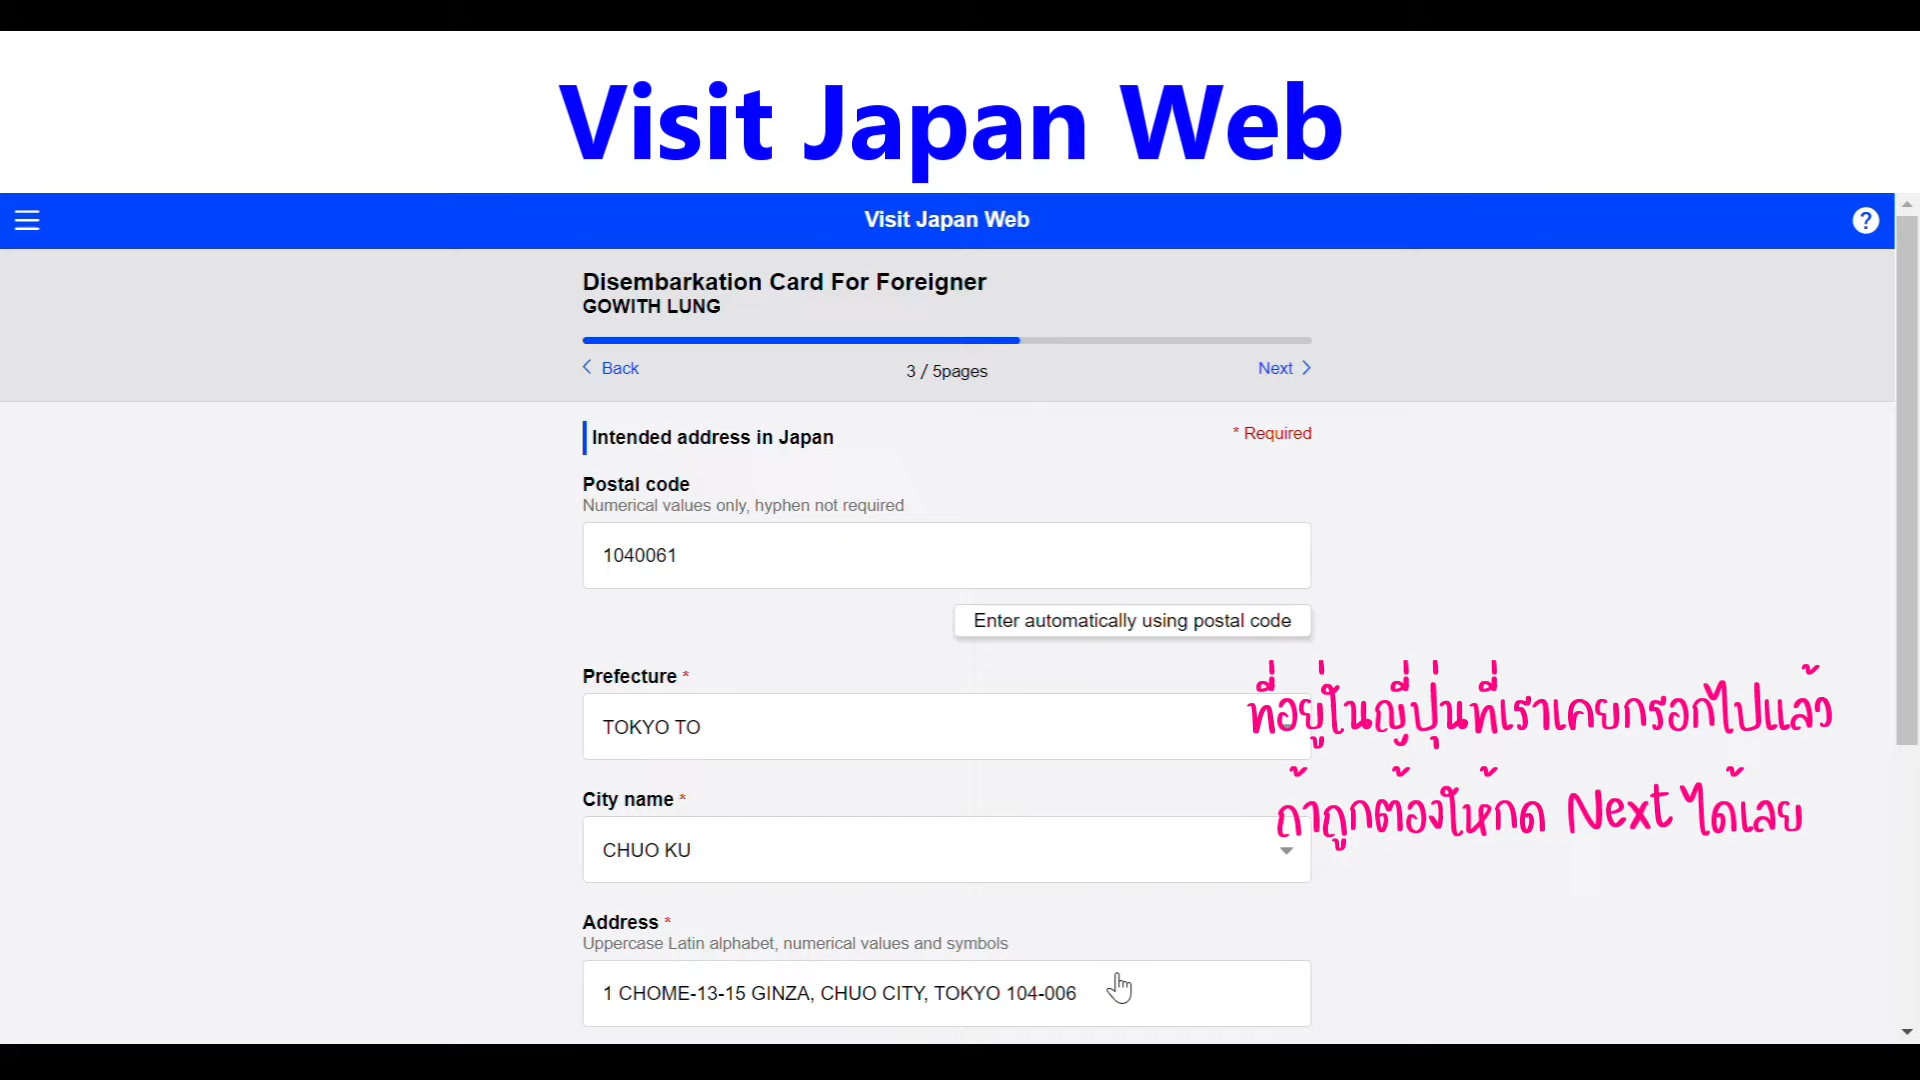 Visit Japan Web
Visit Japan Web
?
Disembarkation Card For Foreigner
GOWITH LUNG
Back
3 / 5pages
Next
Intended address in Japan
* Required
Postal code
Numerical values only, hyphen not required
1040061
Enter automatically using postal code
Prefecture *
TOKYO TO
ที่อยู่ในญี่ปุ่นที่เราเคยกรอกไปแล้ว
ถ้าถูกต้องให้กด Next ได้เลย
City name *
CHUO KU
Address *
Uppercase Latin alphabet, numerical values and symbols
1 CHOME-13-15 GINZA, CHUO CITY, TOKYO 104-006